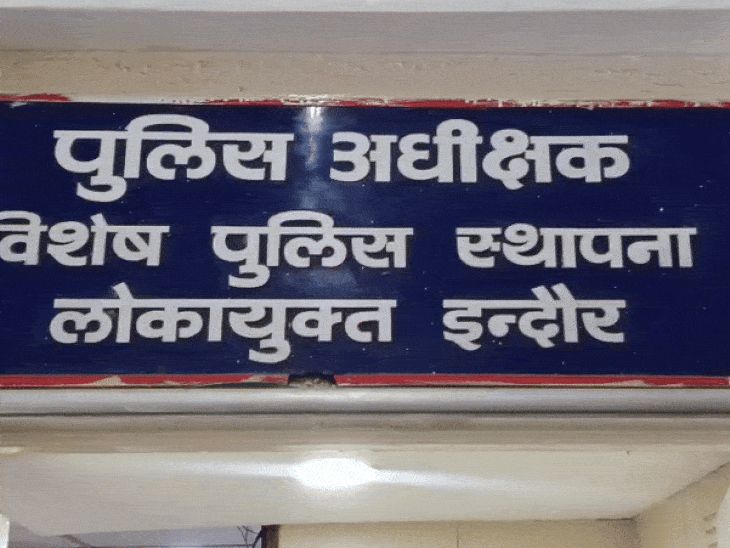 पुलिस अधीक्षक
विशेष पुलिस स्थापना
लोकायुक्त इन्दौर